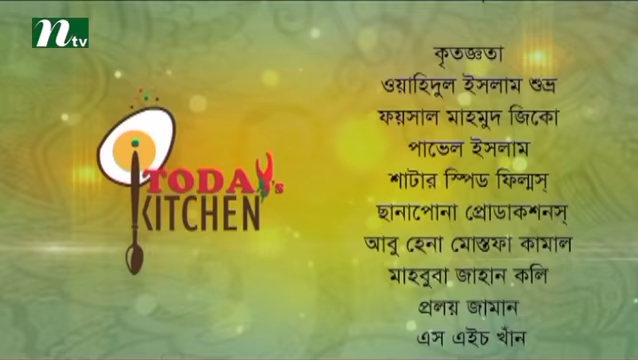 ntv
কৃতজ্ঞতা
ওয়াহিদুল ইসলাম শুভ্র
ফয়সাল মাহমুদ জিকো
পাভেল ইসলাম
শাটার স্পিড ফিল্মস্
ছানাপোনা প্রোডাকশনস্
আবু হেনা মোস্তফা কামাল
মাহবুবা জাহান কলি
প্রলয় জামান
এস এইচ খাঁন
TODAY's
KITCHEN